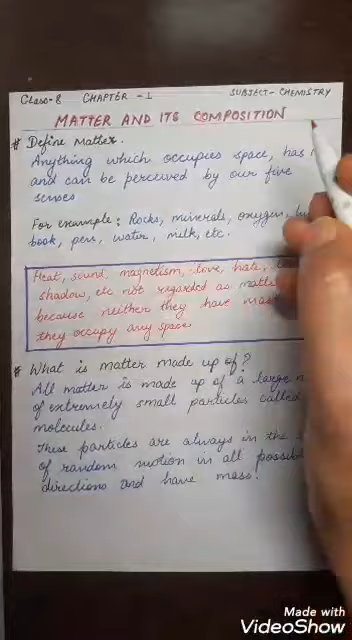 Class-8 CHAPTER-1 SUBJECT-CHEMISTRY
MATTER AND ITS COMPOSITION
# Define Matter.
Anything which occupies space, has
and can be perceived by our five
senses
For example: Rocks, minerals, oxygen,
book, pen, water, milk, etc.
Heat, sound, magnetism, love, hate,
shadow, etc not regarded as
because neither they have
they occupy any space
# What is matter made up of?
All matter is made up of a large
of extremely small particles called
molecules.
These particles are always in the
of random motion in all
directions and have mass.
Made with
VideoShow